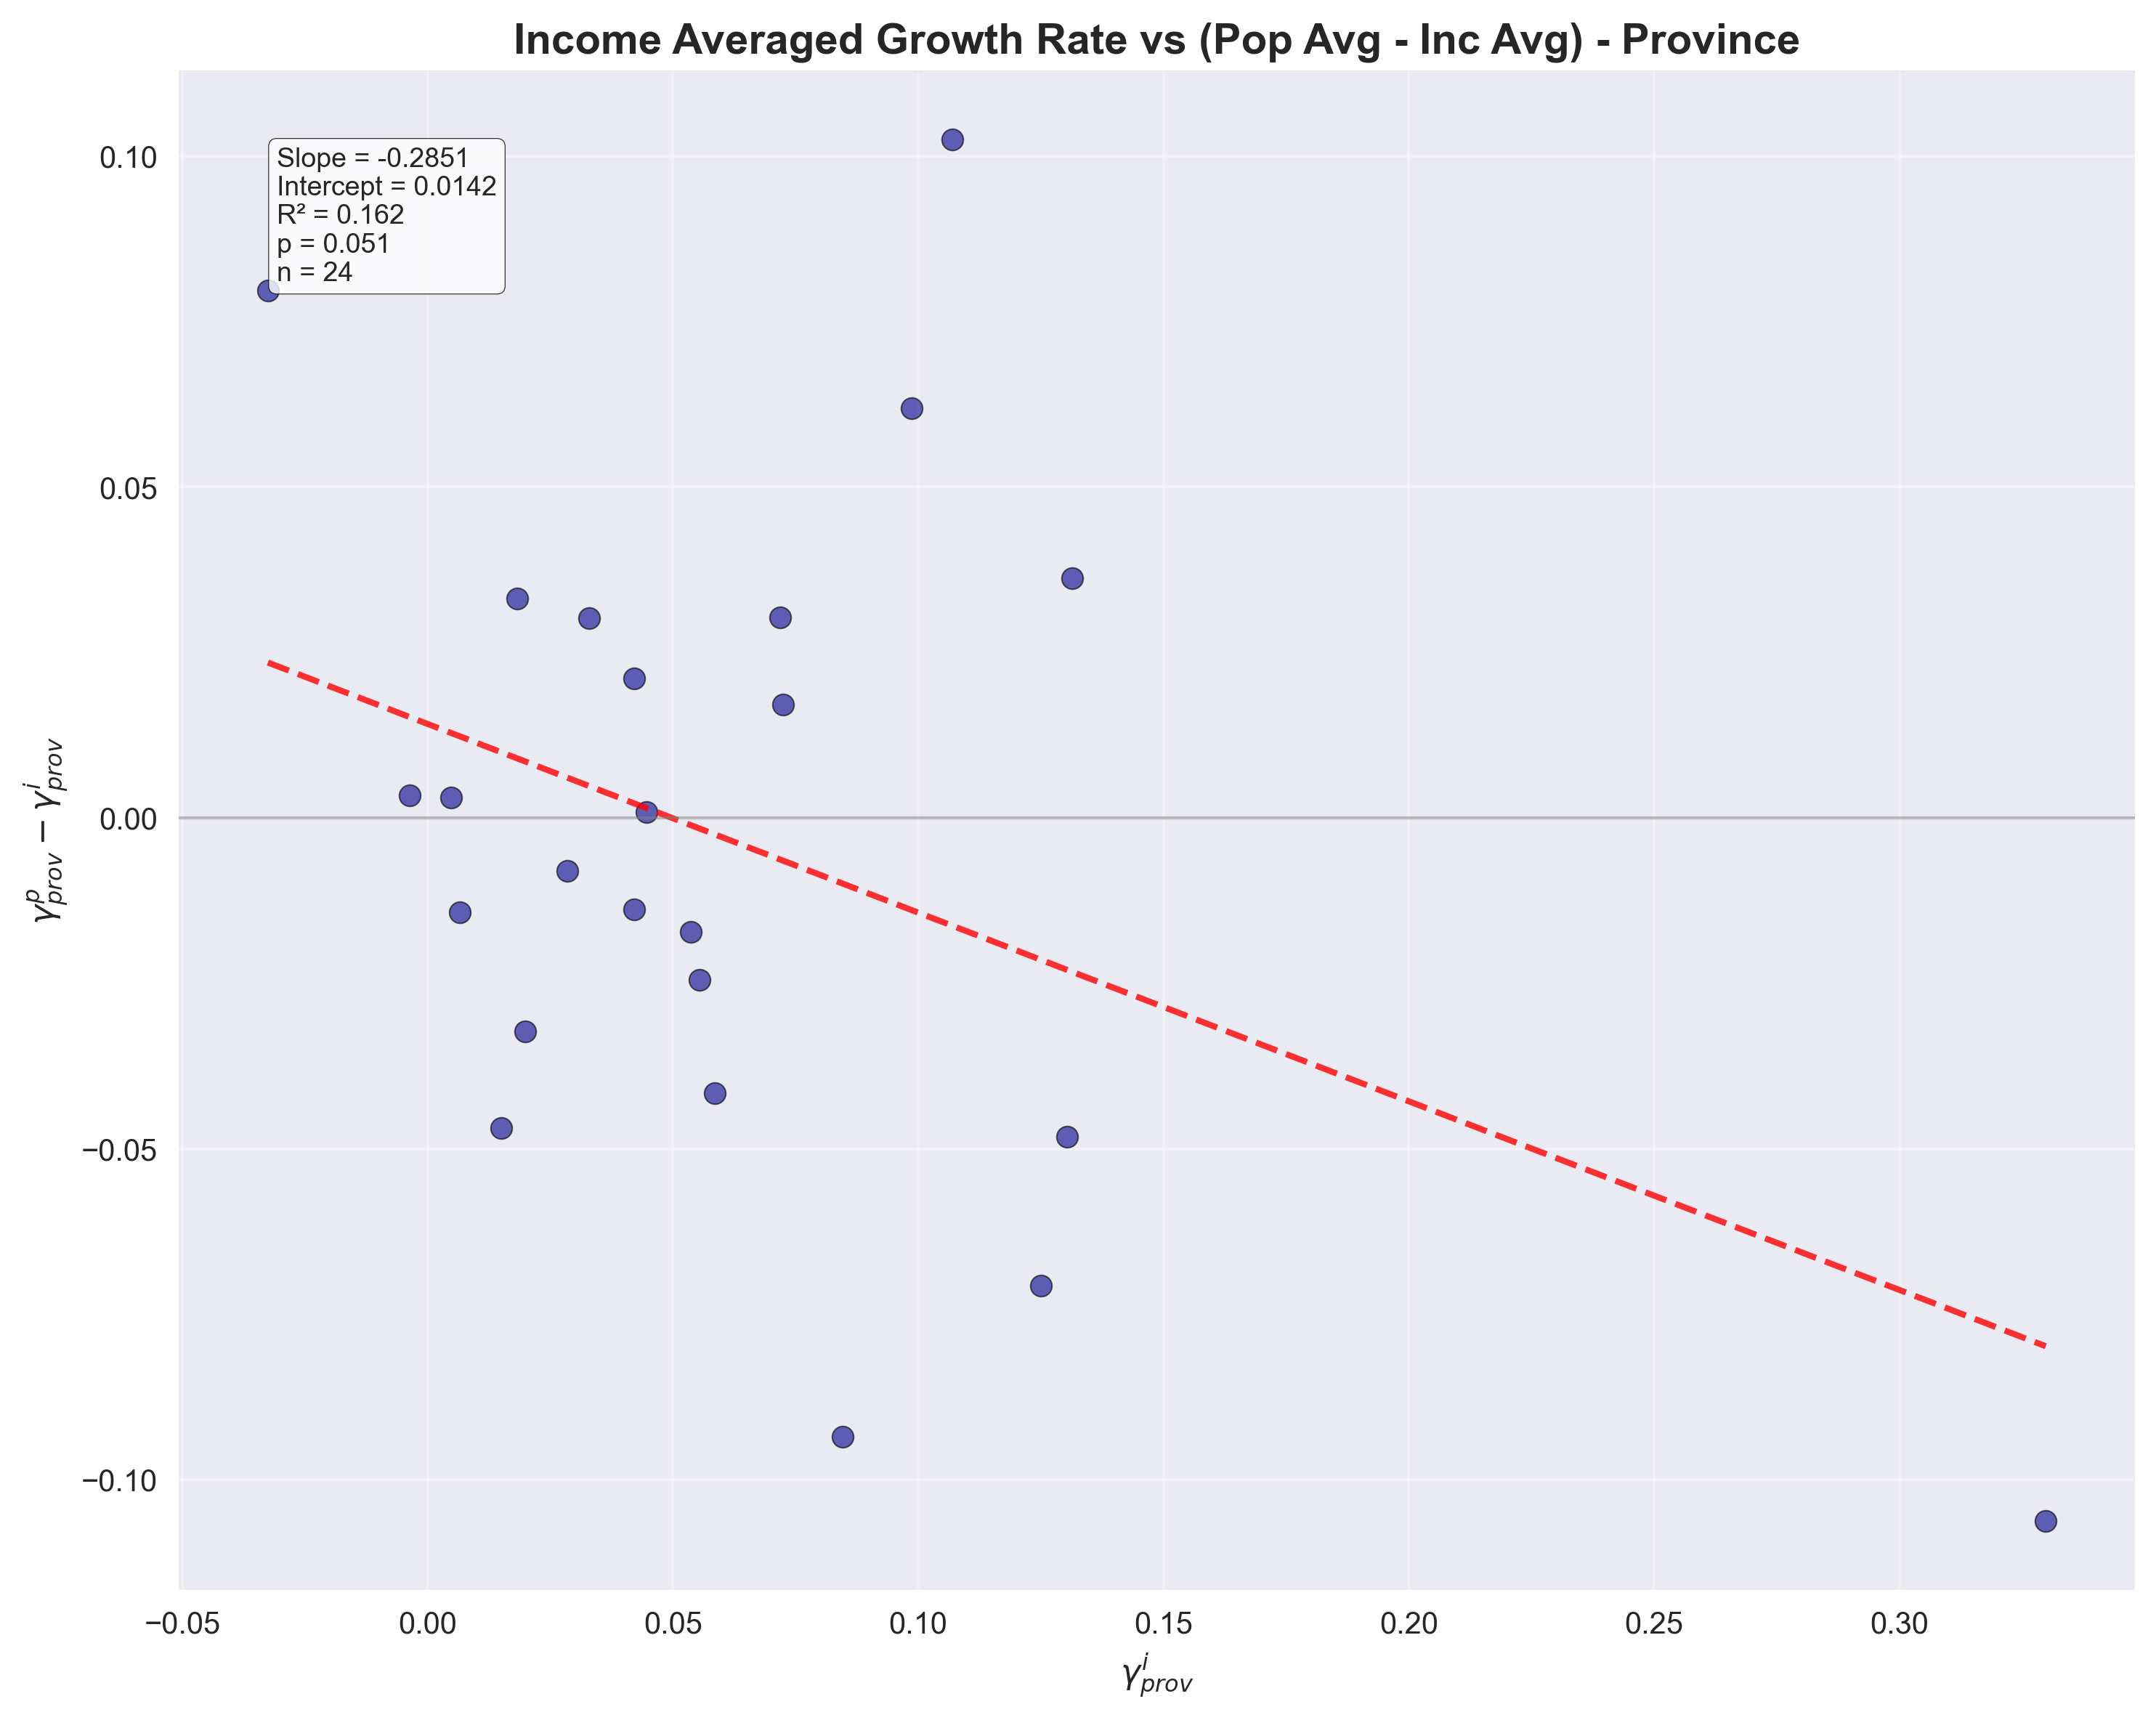 Income Averaged Growth Rate vs (Pop Avg - Inc Avg) - Province
Slope = -0.2851
Intercept = 0.0142
R² = 0.162
p = 0.051
n = 24
0.10
0.05
0.00
−0.05
−0.10
γ^p_prov − γ^i_prov
−0.05 0.00 0.05 0.10 0.15 0.20 0.25 0.30
γ^i_prov